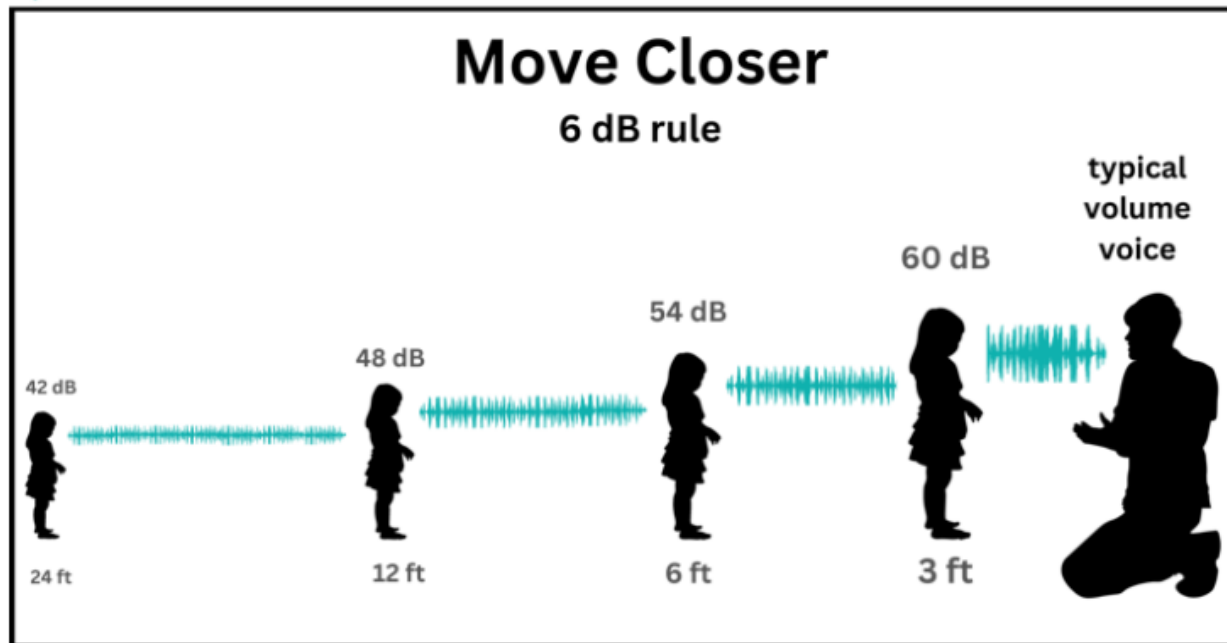 Move Closer
6 dB rule
typical
volume
voice
60 dB
54 dB
48 dB
42 dB
24 ft
12 ft
6 ft
3 ft